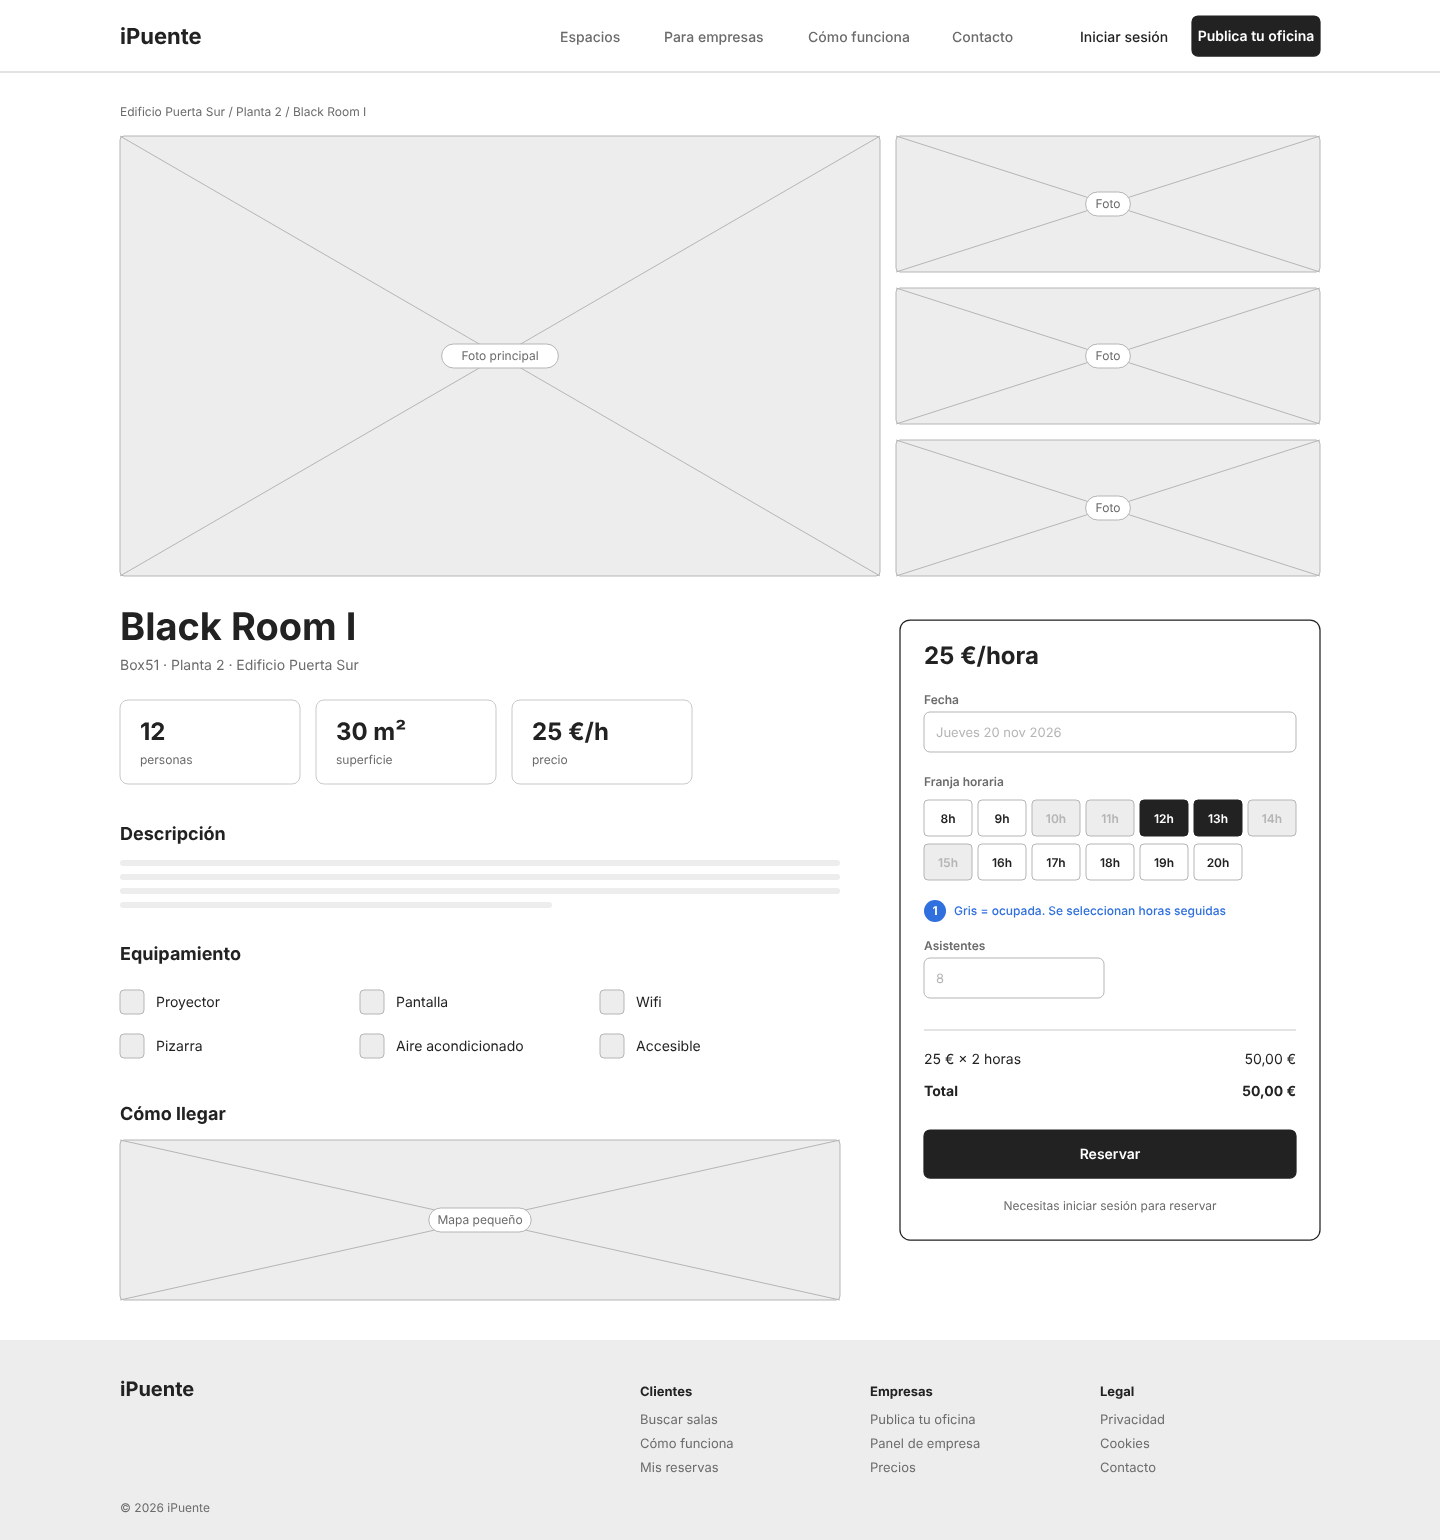 iPuente
Espacios
Para empresas
Cómo funciona
Contacto
Iniciar sesión
Publica tu oficina
Edificio Puerta Sur / Planta 2 / Black Room I
Foto principal
Foto
Foto
Foto
Black Room I
Box51 · Planta 2 · Edificio Puerta Sur
12
personas
30 m²
superficie
25 €/h
precio
Descripción
Equipamiento
Proyector
Pantalla
Wifi
Pizarra
Aire acondicionado
Accesible
Cómo llegar
Mapa pequeño
25 €/hora
Fecha
Jueves 20 nov 2026
Franja horaria
8h 9h 10h 11h 12h 13h 14h
15h 16h 17h 18h 19h 20h
1 Gris = ocupada. Se seleccionan horas seguidas
Asistentes
8
25 € × 2 horas 50,00 €
Total 50,00 €
Reservar
Necesitas iniciar sesión para reservar
iPuente
Clientes
Buscar salas
Cómo funciona
Mis reservas
Empresas
Publica tu oficina
Panel de empresa
Precios
Legal
Privacidad
Cookies
Contacto
© 2026 iPuente